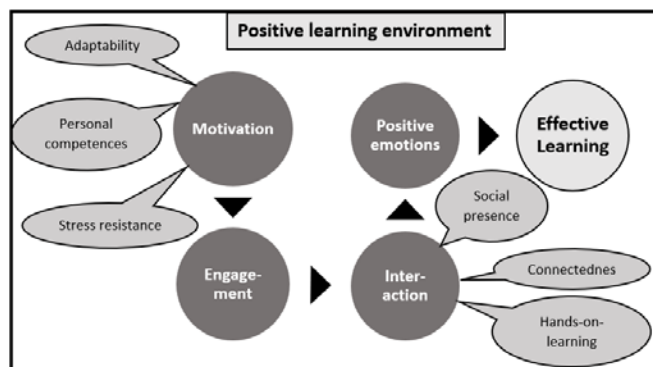 Positive learning environment
Adaptability
Personal
competences
Stress resistance
Motivation
Engage-
ment
Inter-
action
Social
presence
Connectednes
Hands-on-
learning
Positive
emotions
Effective
Learning